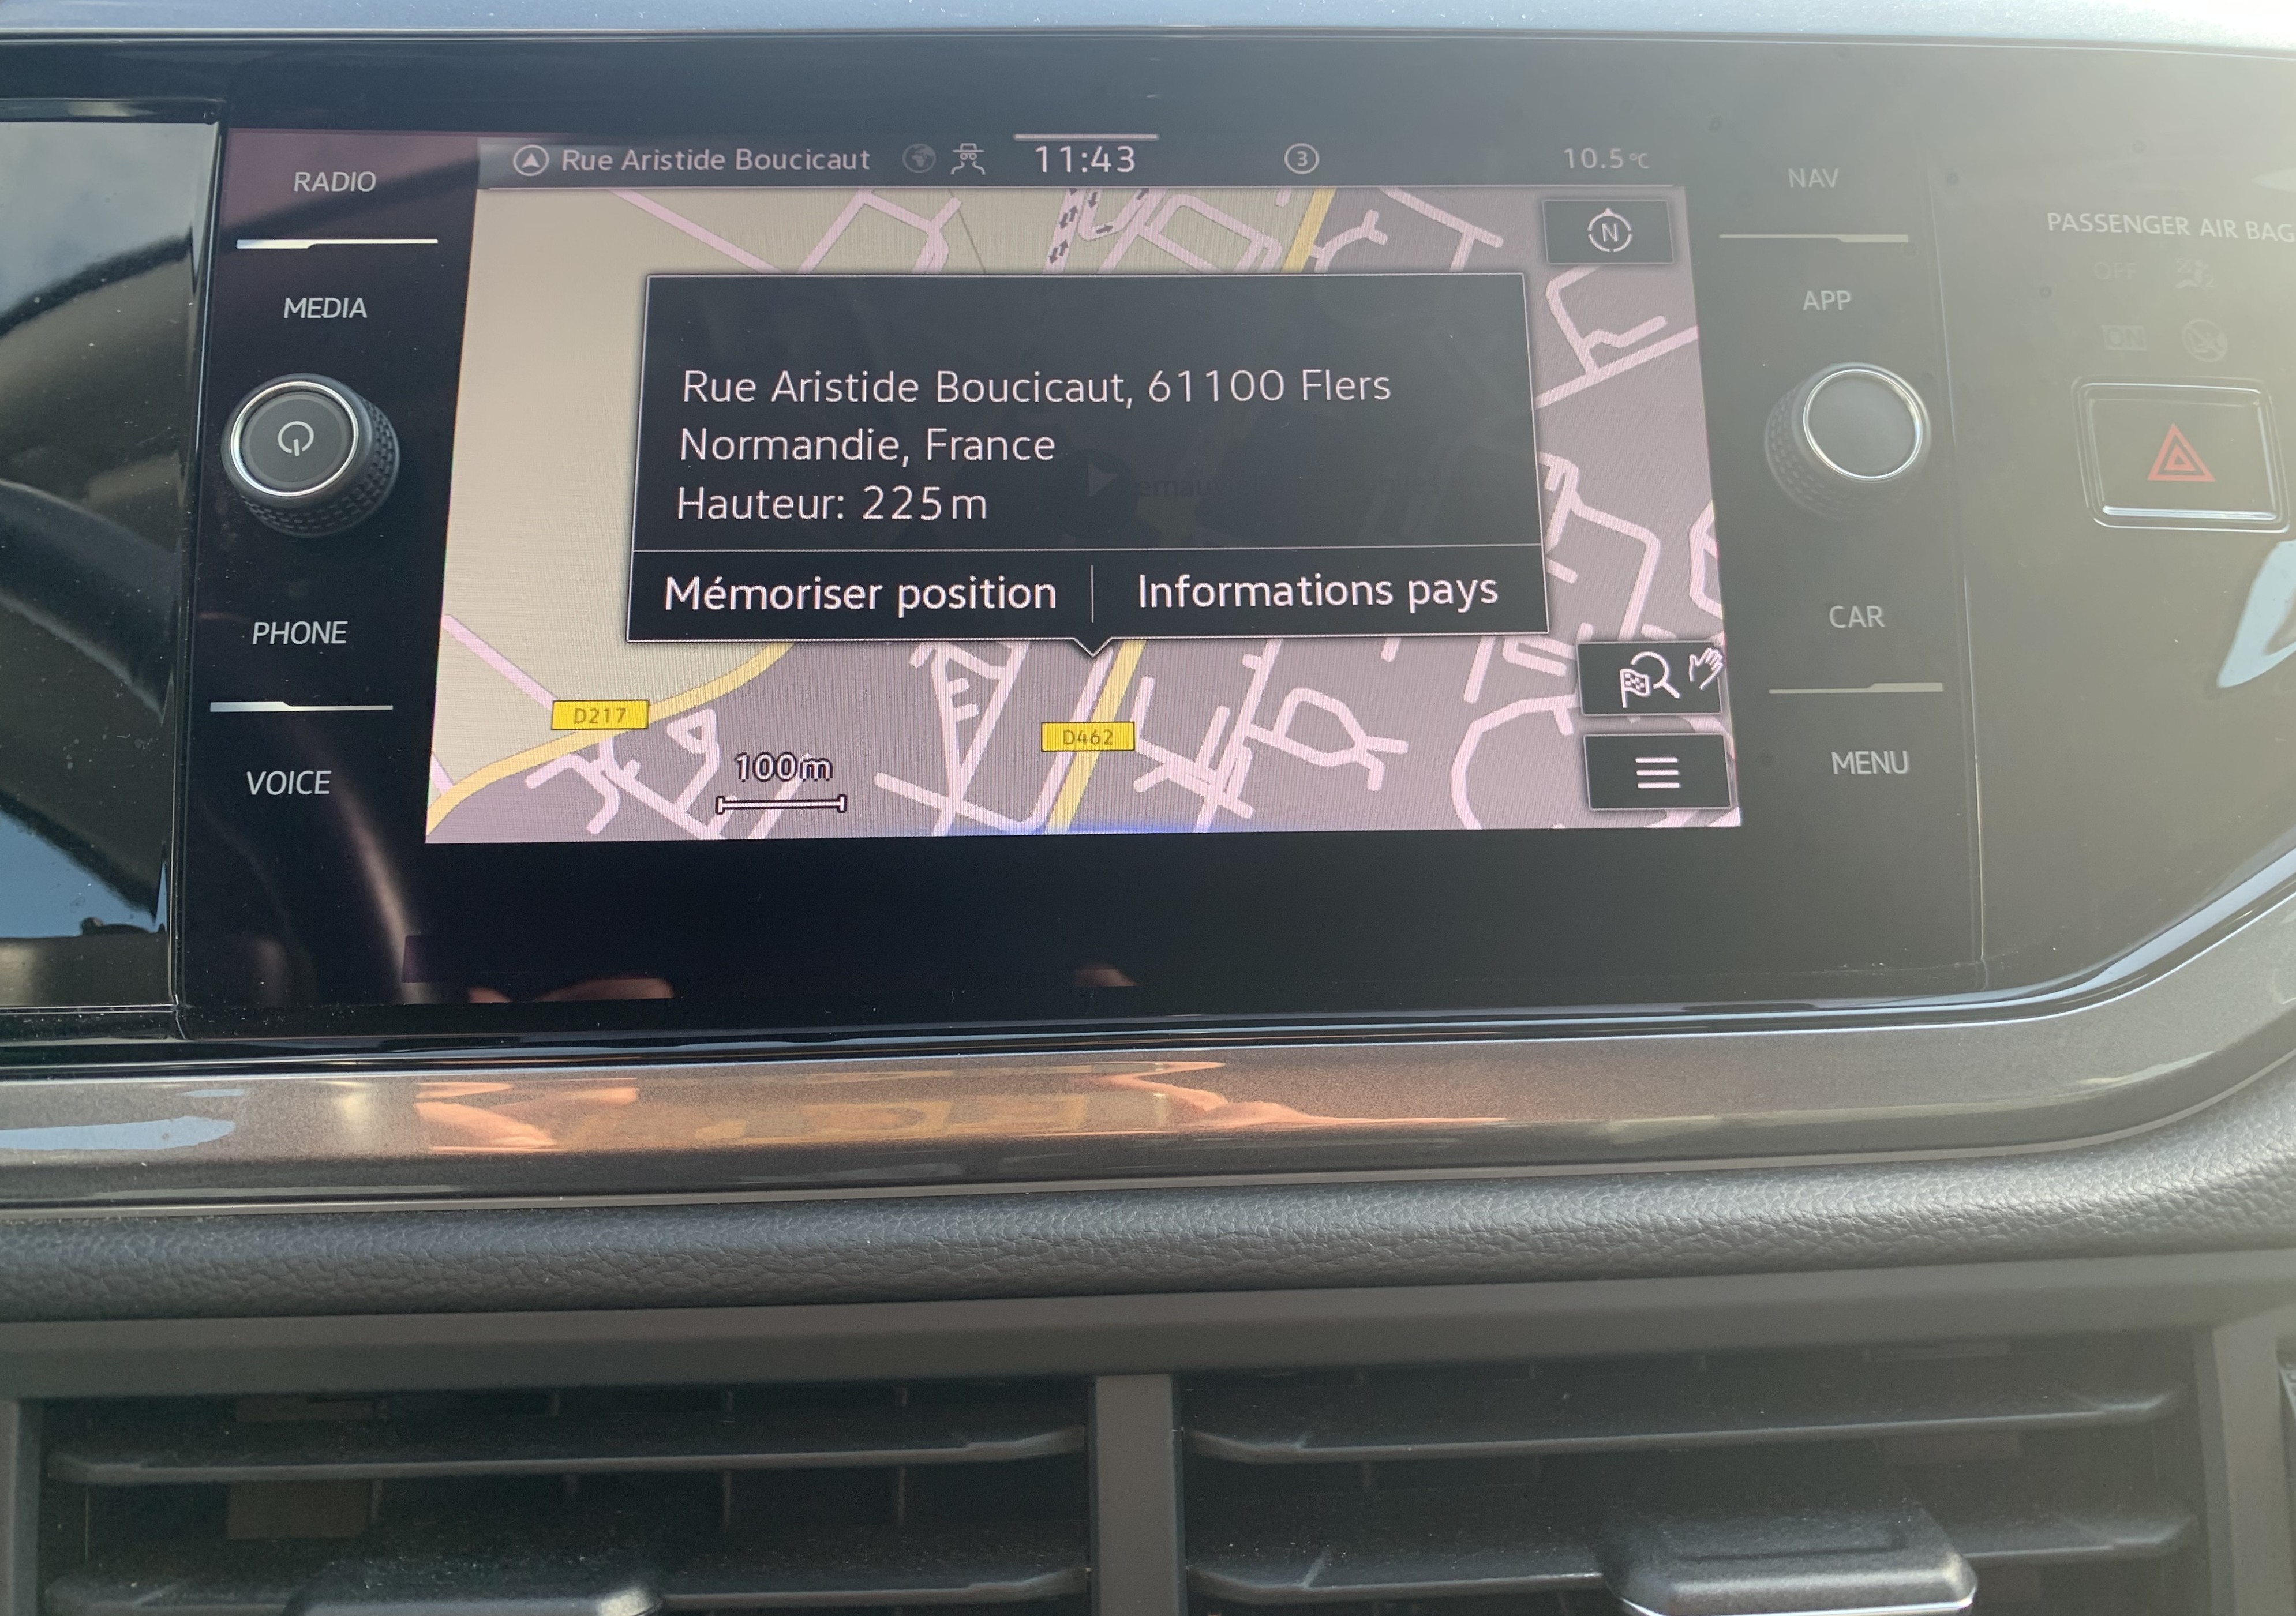 RADIO
MEDIA
PHONE
VOICE
Rue Aristide Boucicaut
11:43
3
10.5°C
N
Rue Aristide Boucicaut, 61100 Flers
Normandie, France
Hauteur: 225m
Mémoriser position
Informations pays
D217
D462
100m
NAV
APP
CAR
MENU
PASSENGER AIR BAG
OFF
ON